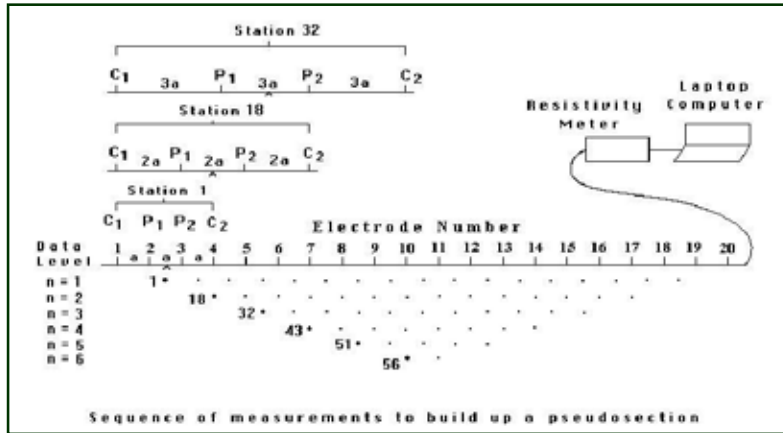 Station 32
C1 3a P1 3a P2 3a C2
Station 18
C1 2a P1 2a P2 2a C2
Station 1
C1 P1 P2 C2
Laptop
Computer
Resistivity
Meter
Electrode Number
Data
Level
1 2 3 4 5 6 7 8 9 10 11 12 13 14 15 16 17 18 19 20
a a a
n = 1 1
n = 2 18
n = 3 32
n = 4 43
n = 5 51
n = 6 56
Sequence of measurements to build up a pseudosection